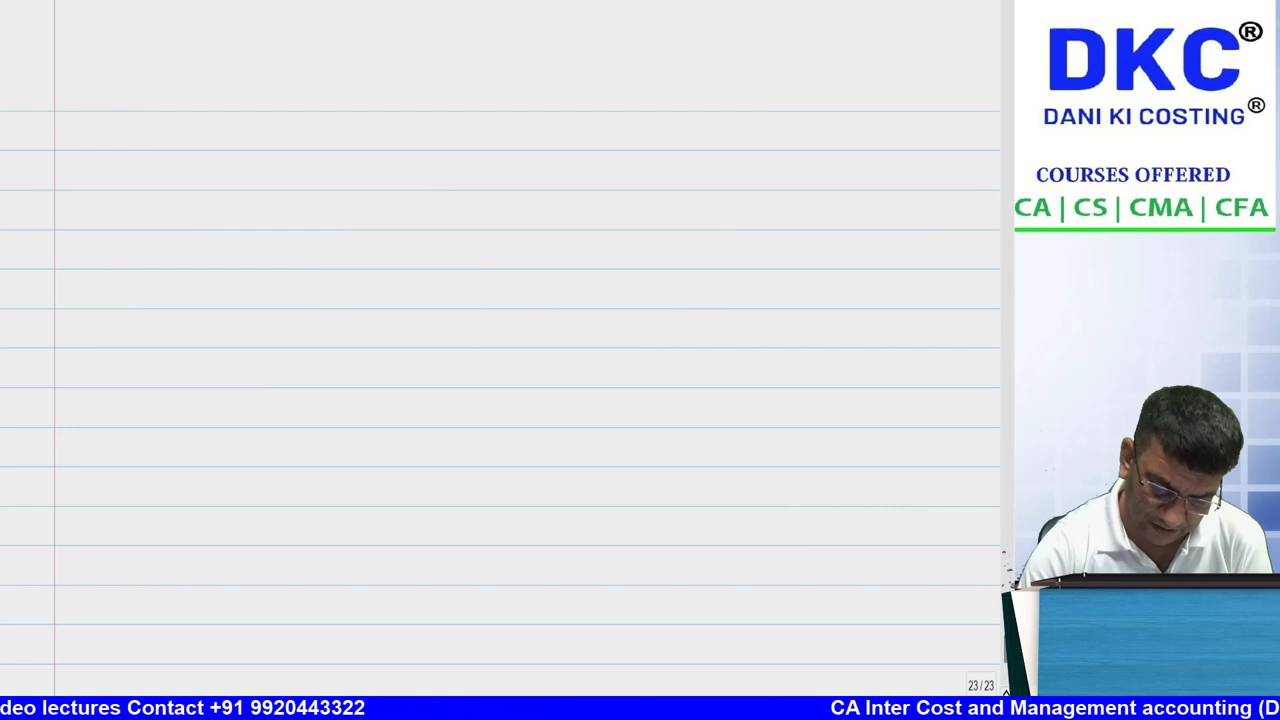 DKC®
DANI KI COSTING®
COURSES OFFERED
CA | CS | CMA | CFA
23 / 23
deo lectures Contact +91 9920443322
CA Inter Cost and Management accounting (D